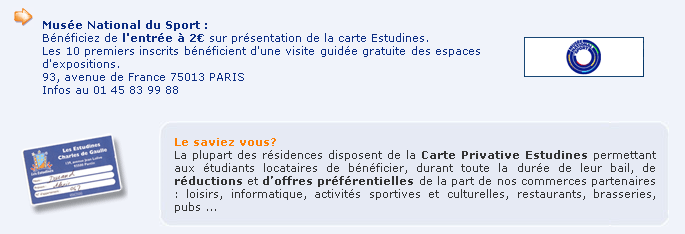 Musée National du Sport :
Bénéficiez de l'entrée à 2€ sur présentation de la carte Estudines.
Les 10 premiers inscrits bénéficient d'une visite guidée gratuite des espaces
d'expositions.
93, avenue de France 75013 PARIS
Infos au 01 45 83 99 88
Les Estudines
Charles de Gaulle
Le saviez vous?
La plupart des résidences disposent de la Carte Privative Estudines permettant
aux étudiants locataires de bénéficier, durant toute la durée de leur bail, de
réductions et d'offres préférentielles de la part de nos commerces partenaires
: loisirs, informatique, activités sportives et culturelles, restaurants, brasseries,
pubs ...